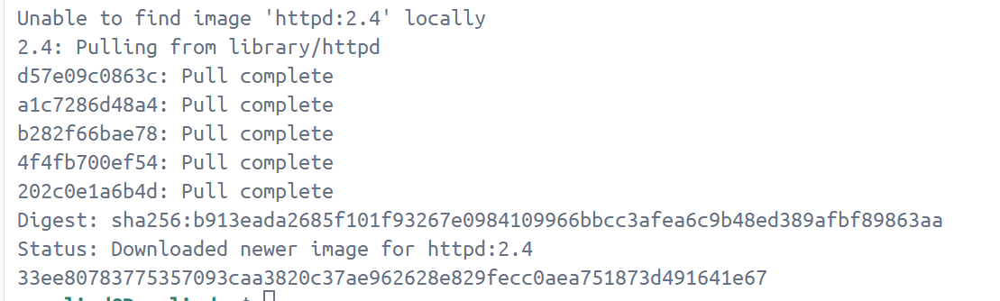 Unable to find image 'httpd:2.4' locally
2.4: Pulling from library/httpd
d57e09c0863c: Pull complete
a1c7286d48a4: Pull complete
b282f66bae78: Pull complete
4f4fb700ef54: Pull complete
202c0e1a6b4d: Pull complete
Digest: sha256:b913eada2685f101f93267e0984109966bbcc3afea6c9b48ed389afbf89863aa
Status: Downloaded newer image for httpd:2.4
33ee80783775357093caa3820c37ae962628e829fecc0aea751873d491641e67